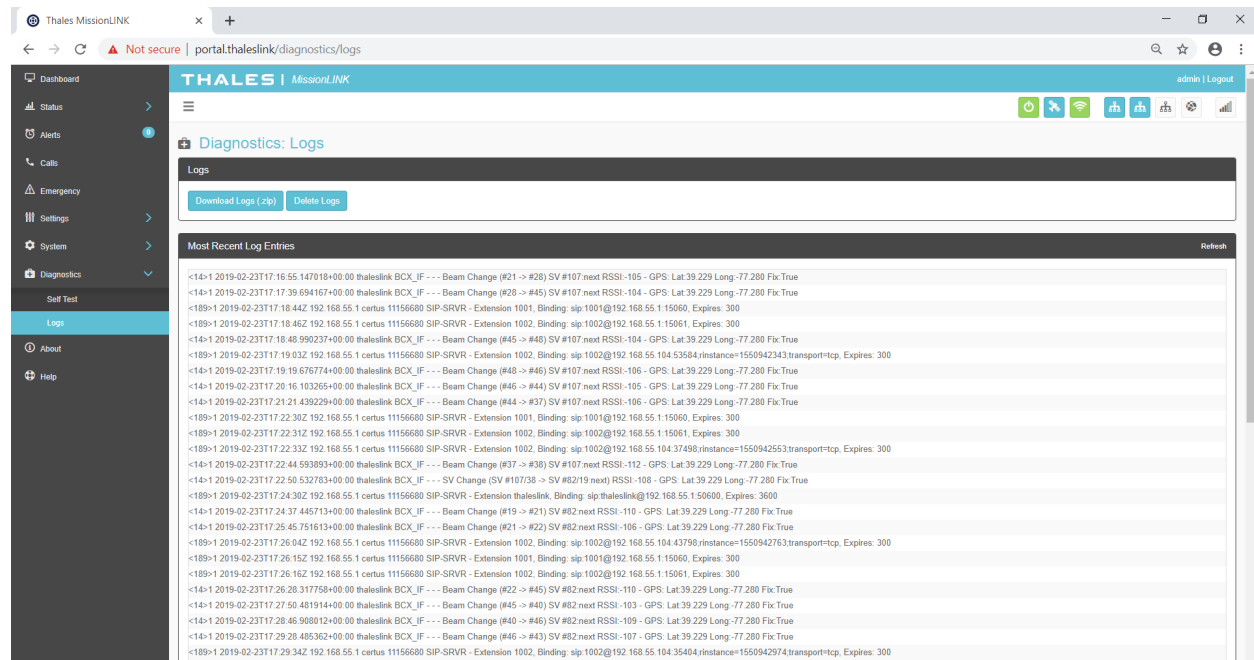 Thales MissionLINK
Not secure | portal.thaleslink/diagnostics/logs
Dashboard
THALES | MissionLINK
admin | Logout
Status
Alerts
0
Calls
Emergency
Settings
System
Diagnostics
Self Test
Logs
About
Help
Diagnostics: Logs
Logs
Download Logs (.zip)
Delete Logs
Most Recent Log Entries
Refresh
<14>1 2019-02-23T17:16:55.147018+00:00 thaleslink BCX_IF - - - Beam Change (#21 -> #28) SV #107:next RSSI:-105 - GPS: Lat:39.229 Long:-77.280 Fix:True
<14>1 2019-02-23T17:17:39.694167+00:00 thaleslink BCX_IF - - - Beam Change (#28 -> #45) SV #107:next RSSI:-104 - GPS: Lat:39.229 Long:-77.280 Fix:True
<189>1 2019-02-23T17:18:44Z 192.168.55.1 certus 11156680 SIP-SRVR - Extension 1001, Binding: sip:1001@192.168.55.1:15060, Expires: 300
<189>1 2019-02-23T17:18:46Z 192.168.55.1 certus 11156680 SIP-SRVR - Extension 1002, Binding: sip:1002@192.168.55.1:15061, Expires: 300
<14>1 2019-02-23T17:18:48.990237+00:00 thaleslink BCX_IF - - - Beam Change (#45 -> #48) SV #107:next RSSI:-104 - GPS: Lat:39.229 Long:-77.280 Fix:True
<189>1 2019-02-23T17:19:03Z 192.168.55.1 certus 11156680 SIP-SRVR - Extension 1002, Binding: sip:1002@192.168.55.104:53584;rinstance=1550942343;transport=tcp, Expires: 300
<14>1 2019-02-23T17:19:19.676774+00:00 thaleslink BCX_IF - - - Beam Change (#48 -> #46) SV #107:next RSSI:-106 - GPS: Lat:39.229 Long:-77.280 Fix:True
<14>1 2019-02-23T17:20:16.103265+00:00 thaleslink BCX_IF - - - Beam Change (#46 -> #44) SV #107:next RSSI:-105 - GPS: Lat:39.229 Long:-77.280 Fix:True
<14>1 2019-02-23T17:21:21.439229+00:00 thaleslink BCX_IF - - - Beam Change (#44 -> #37) SV #107:next RSSI:-106 - GPS: Lat:39.229 Long:-77.280 Fix:True
<189>1 2019-02-23T17:22:30Z 192.168.55.1 certus 11156680 SIP-SRVR - Extension 1001, Binding: sip:1001@192.168.55.1:15060, Expires: 300
<189>1 2019-02-23T17:22:31Z 192.168.55.1 certus 11156680 SIP-SRVR - Extension 1002, Binding: sip:1002@192.168.55.1:15061, Expires: 300
<189>1 2019-02-23T17:22:33Z 192.168.55.1 certus 11156680 SIP-SRVR - Extension 1002, Binding: sip:1002@192.168.55.104:37498;rinstance=1550942553;transport=tcp, Expires: 300
<14>1 2019-02-23T17:22:44.593893+00:00 thaleslink BCX_IF - - - Beam Change (#37 -> #38) SV #107:next RSSI:-112 - GPS: Lat:39.229 Long:-77.280 Fix:True
<14>1 2019-02-23T17:22:50.532783+00:00 thaleslink BCX_IF - - - SV Change (SV #107/38 -> SV #82/19:next) RSSI:-108 - GPS: Lat:39.229 Long:-77.280 Fix:True
<189>1 2019-02-23T17:24:30Z 192.168.55.1 certus 11156680 SIP-SRVR - Extension thaleslink, Binding: sip:thaleslink@192.168.55.1:50600, Expires: 3600
<14>1 2019-02-23T17:24:37.445713+00:00 thaleslink BCX_IF - - - Beam Change (#19 -> #21) SV #82:next RSSI:-110 - GPS: Lat:39.229 Long:-77.280 Fix:True
<14>1 2019-02-23T17:25:45.751613+00:00 thaleslink BCX_IF - - - Beam Change (#21 -> #22) SV #82:next RSSI:-106 - GPS: Lat:39.229 Long:-77.280 Fix:True
<189>1 2019-02-23T17:26:04Z 192.168.55.1 certus 11156680 SIP-SRVR - Extension 1002, Binding: sip:1002@192.168.55.104:43798;rinstance=1550942763;transport=tcp, Expires: 300
<189>1 2019-02-23T17:26:15Z 192.168.55.1 certus 11156680 SIP-SRVR - Extension 1001, Binding: sip:1001@192.168.55.1:15060, Expires: 300
<189>1 2019-02-23T17:26:16Z 192.168.55.1 certus 11156680 SIP-SRVR - Extension 1002, Binding: sip:1002@192.168.55.1:15061, Expires: 300
<14>1 2019-02-23T17:26:28.317758+00:00 thaleslink BCX_IF - - - Beam Change (#22 -> #45) SV #82:next RSSI:-110 - GPS: Lat:39.229 Long:-77.280 Fix:True
<14>1 2019-02-23T17:27:50.481914+00:00 thaleslink BCX_IF - - - Beam Change (#45 -> #40) SV #82:next RSSI:-103 - GPS: Lat:39.229 Long:-77.280 Fix:True
<14>1 2019-02-23T17:28:46.908012+00:00 thaleslink BCX_IF - - - Beam Change (#40 -> #46) SV #82:next RSSI:-109 - GPS: Lat:39.229 Long:-77.280 Fix:True
<14>1 2019-02-23T17:29:28.485362+00:00 thaleslink BCX_IF - - - Beam Change (#46 -> #43) SV #82:next RSSI:-107 - GPS: Lat:39.229 Long:-77.280 Fix:True
<189>1 2019-02-23T17:29:34Z 192.168.55.1 certus 11156680 SIP-SRVR - Extension 1002, Binding: sip:1002@192.168.55.104:35404;rinstance=1550942974;transport=tcp, Expires: 300